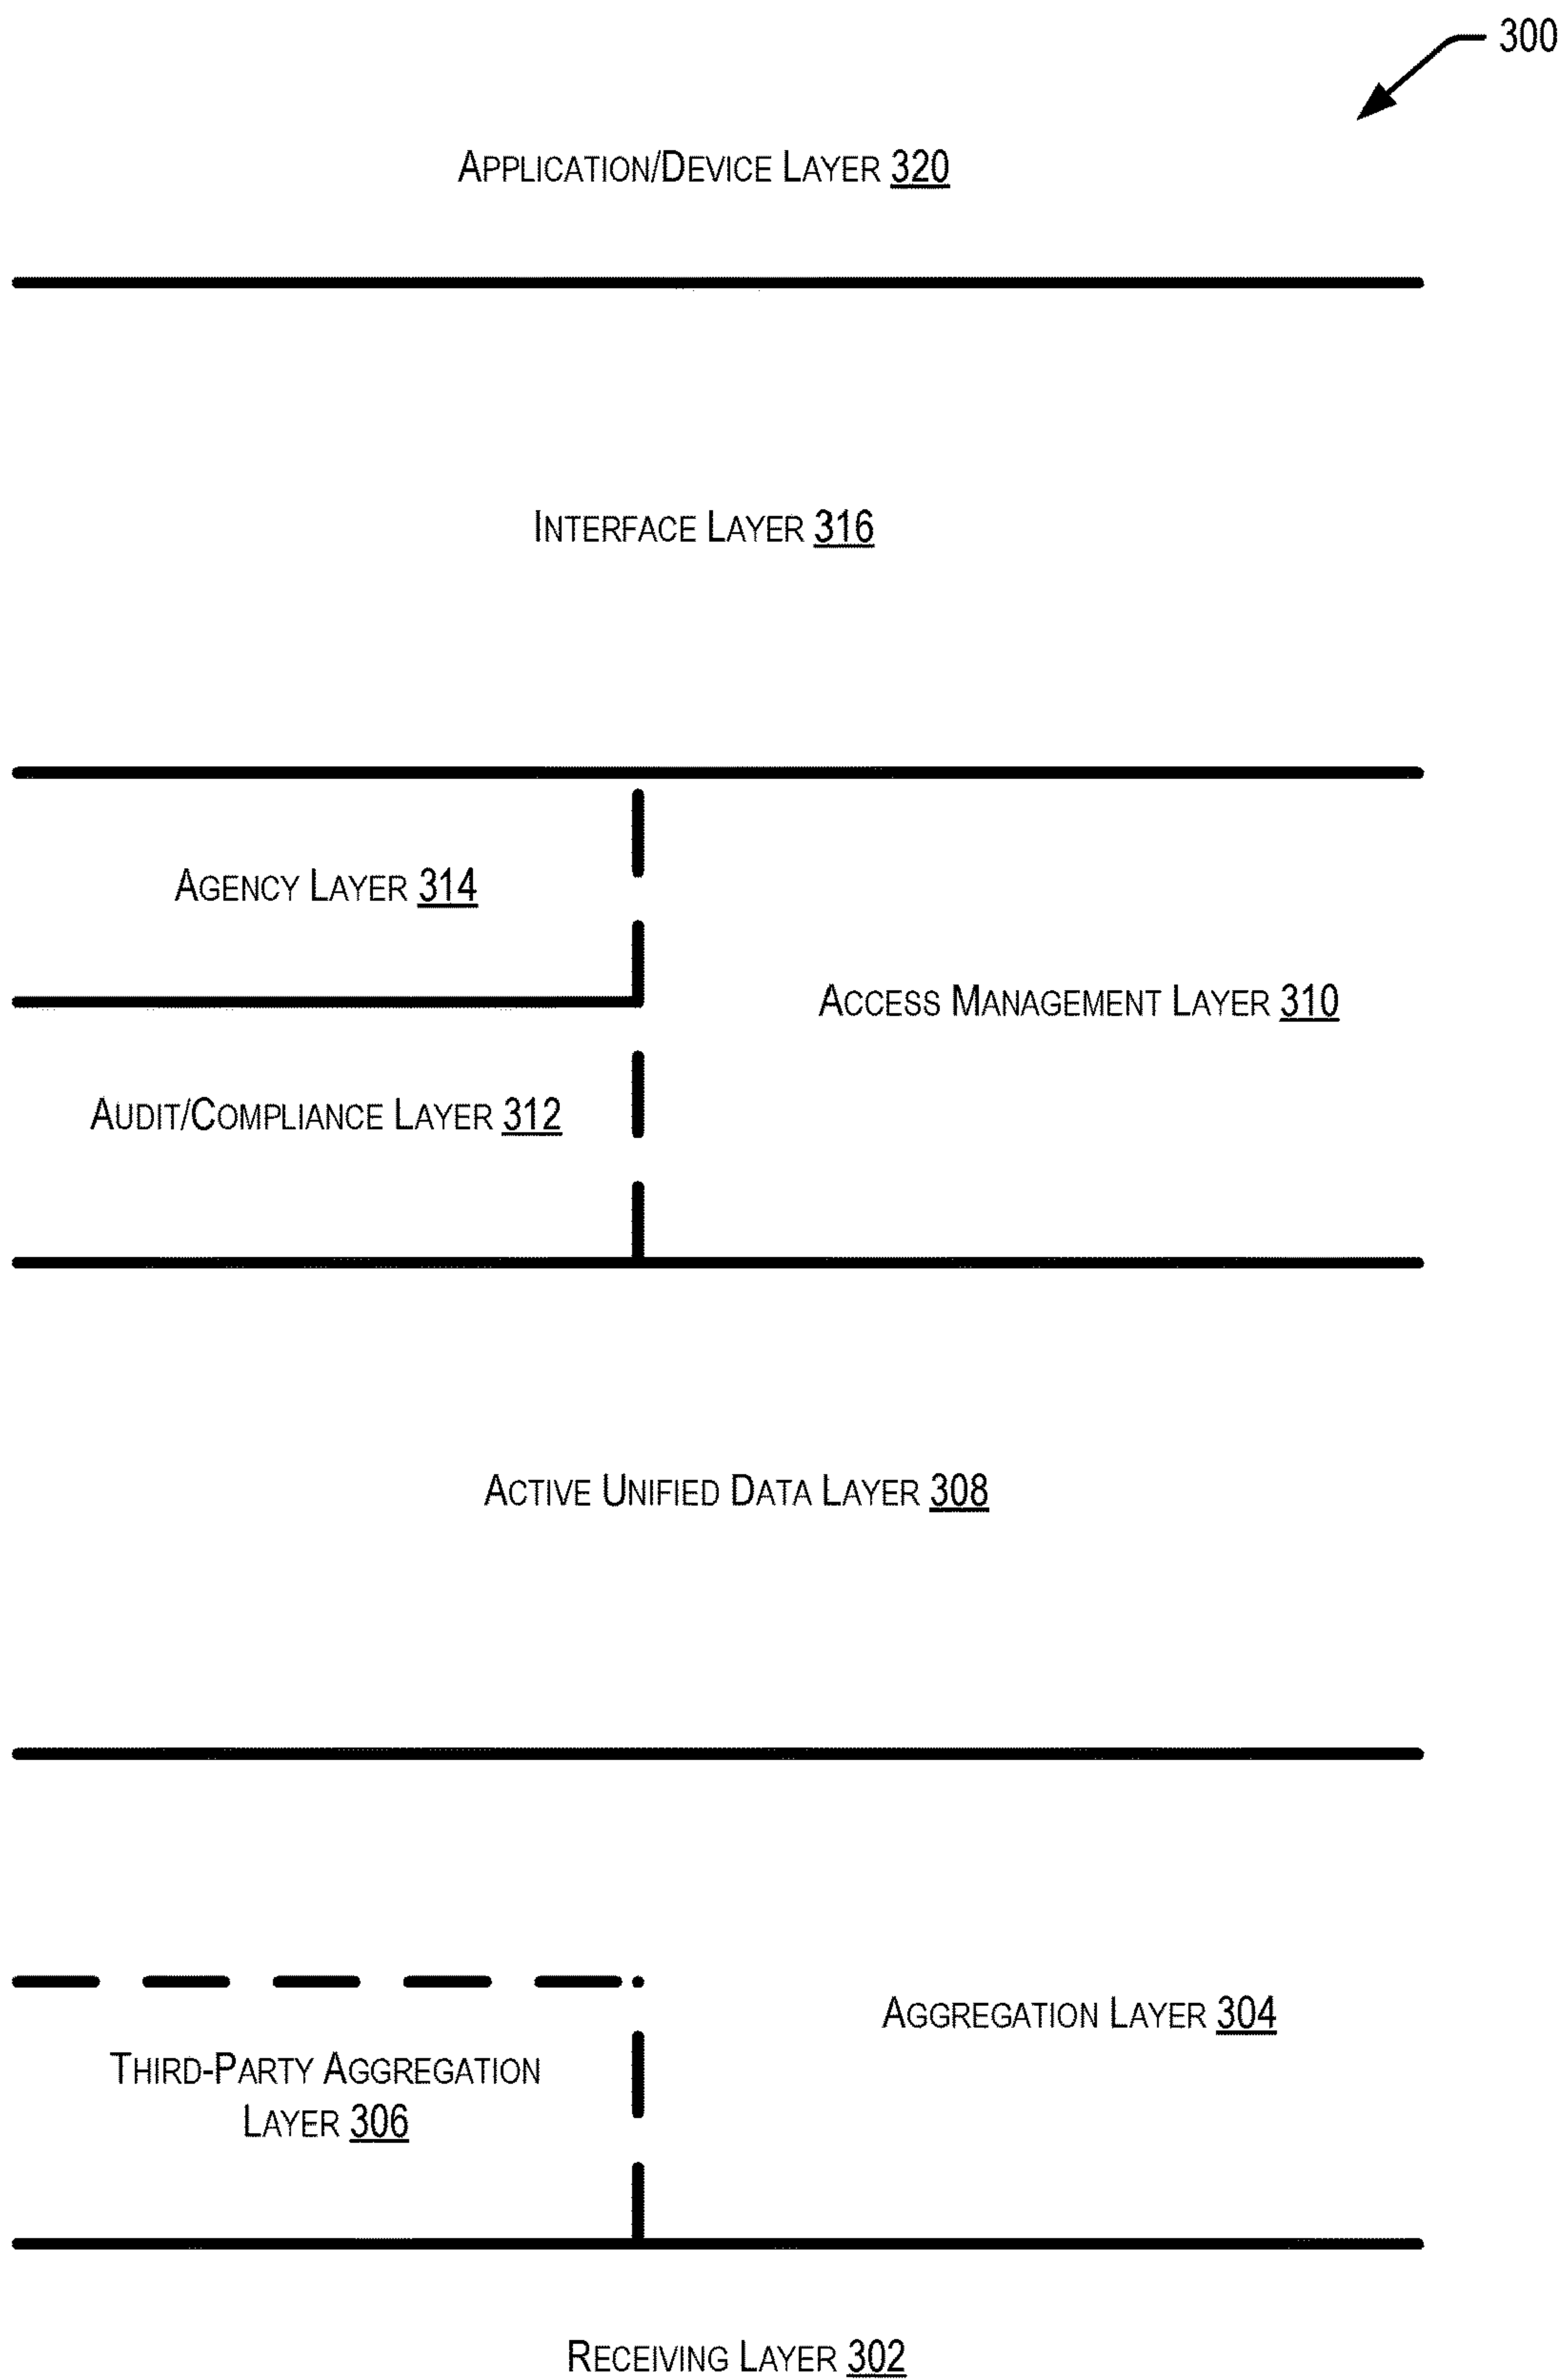 300
APPLICATION/DEVICE LAYER 320
INTERFACE LAYER 316
AGENCY LAYER 314
ACCESS MANAGEMENT LAYER 310
AUDIT/COMPLIANCE LAYER 312
ACTIVE UNIFIED DATA LAYER 308
AGGREGATION LAYER 304
THIRD-PARTY AGGREGATION
LAYER 306
RECEIVING LAYER 302